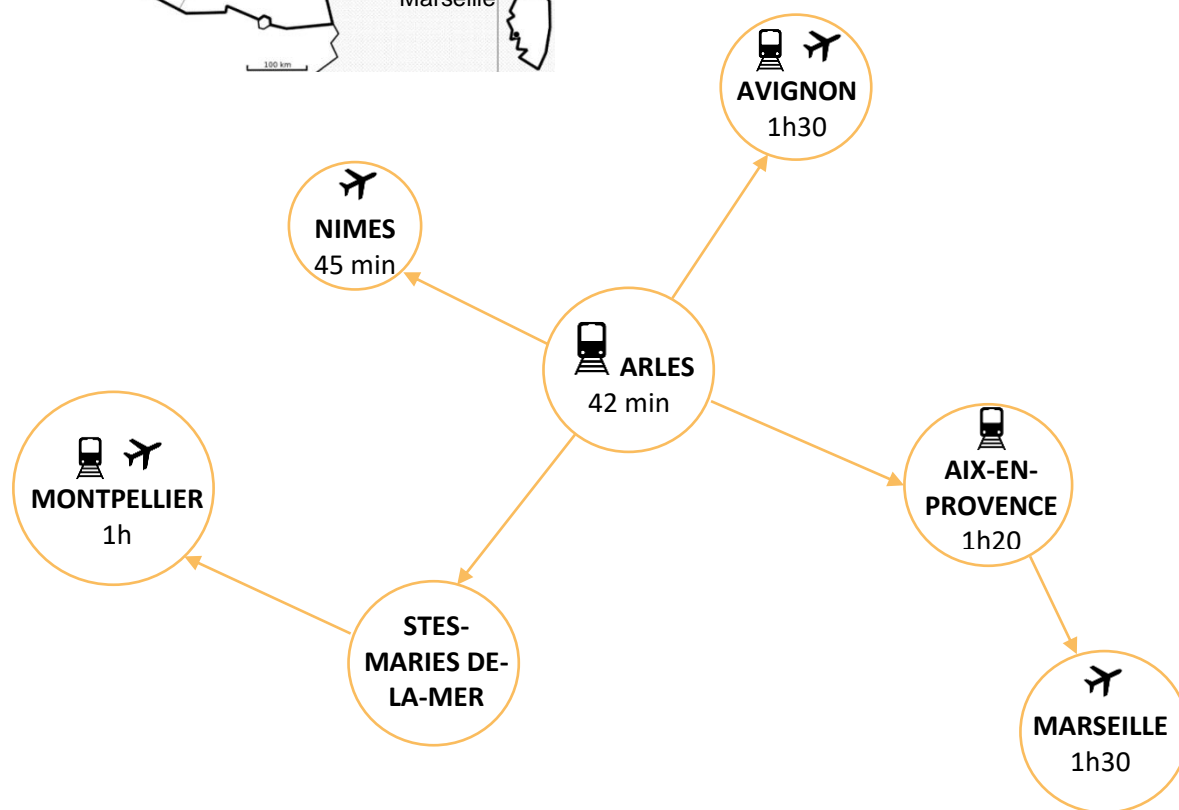 Marseille
100 km
AVIGNON
1h30
NIMES
45 min
ARLES
42 min
MONTPELLIER
1h
AIX-EN-
PROVENCE
1h20
STES-
MARIES DE-
LA-MER
MARSEILLE
1h30